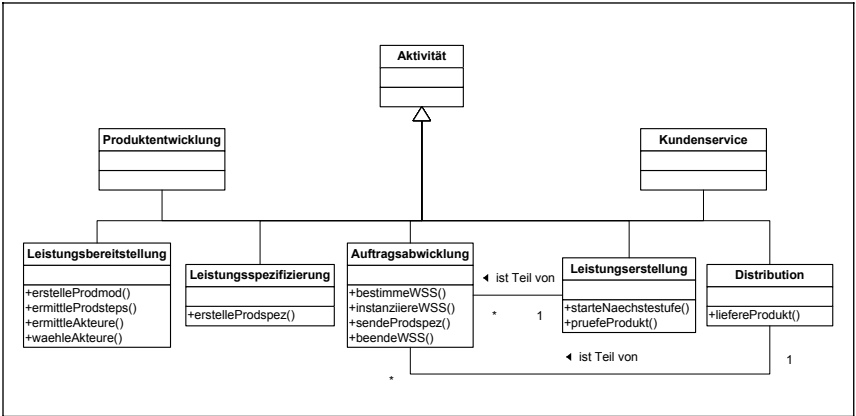 Aktivität
Produktentwicklung
Kundenservice
Leistungsbereitstellung
+erstelleProdmod()
+ermittleProdsteps()
+ermittleAkteure()
+waehleAkteure()
Leistungsspezifizierung
+erstelleProdspez()
Auftragsabwicklung
+bestimmeWSS()
+instanziiereWSS()
+sendeProdspez()
+beendeWSS()
ist Teil von
* 1
Leistungserstellung
+starteNaechstestufe()
+pruefeProdukt()
Distribution
+liefereProdukt()
ist Teil von
* 1